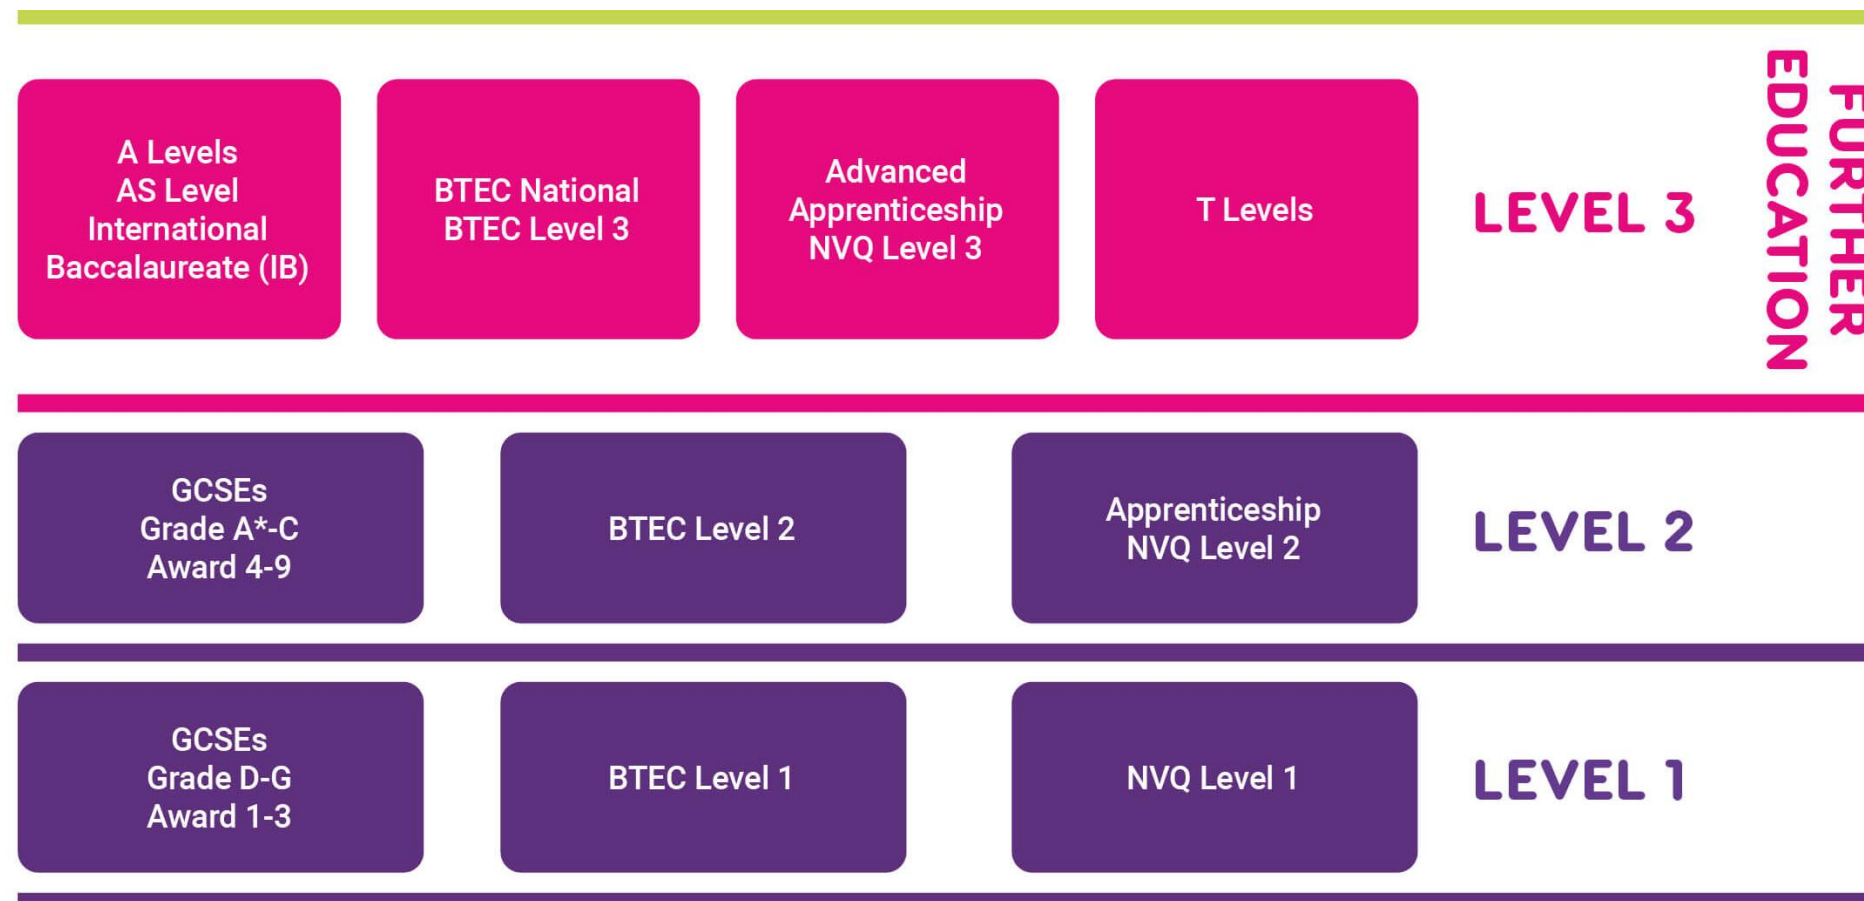 A Levels
AS Level
International
Baccalaureate (IB)
BTEC National
BTEC Level 3
Advanced
Apprenticeship
NVQ Level 3
T Levels
LEVEL 3
FURTHER
EDUCATION
GCSEs
Grade A*-C
Award 4-9
BTEC Level 2
Apprenticeship
NVQ Level 2
LEVEL 2
GCSEs
Grade D-G
Award 1-3
BTEC Level 1
NVQ Level 1
LEVEL 1